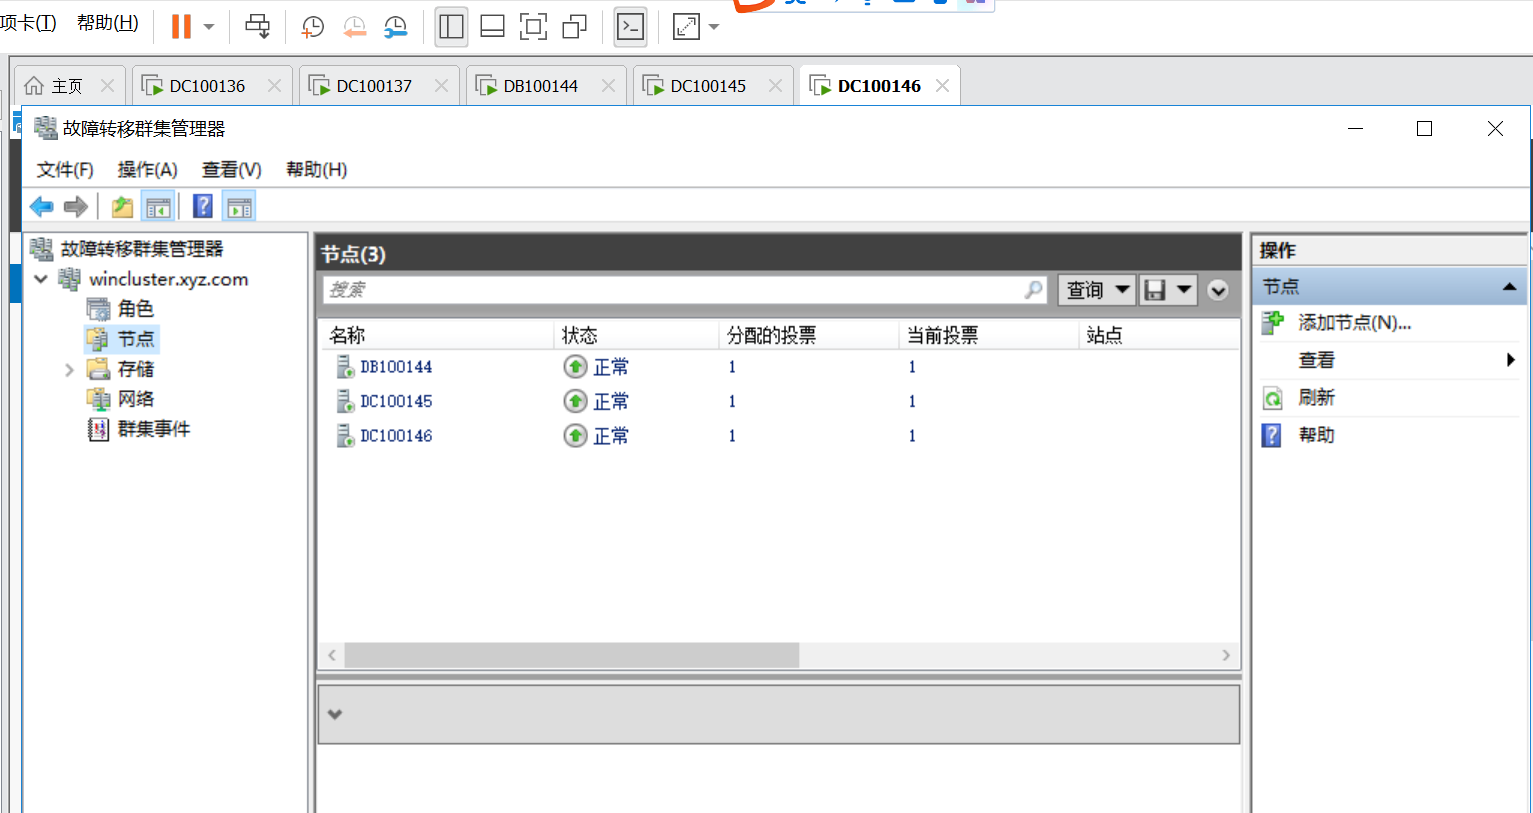 项卡(T) 帮助(H)
主页 DC100136 DC100137 DB100144 DC100145 DC100146
故障转移群集管理器
文件(F) 操作(A) 查看(V) 帮助(H)
故障转移群集管理器
wincluster.xyz.com
角色
节点
存储
网络
群集事件
节点(3)
搜索 查询
名称 状态 分配的投票 当前投票 站点
DB100144 正常 1 1
DC100145 正常 1 1
DC100146 正常 1 1
操作
节点
添加节点(N)...
查看
刷新
帮助